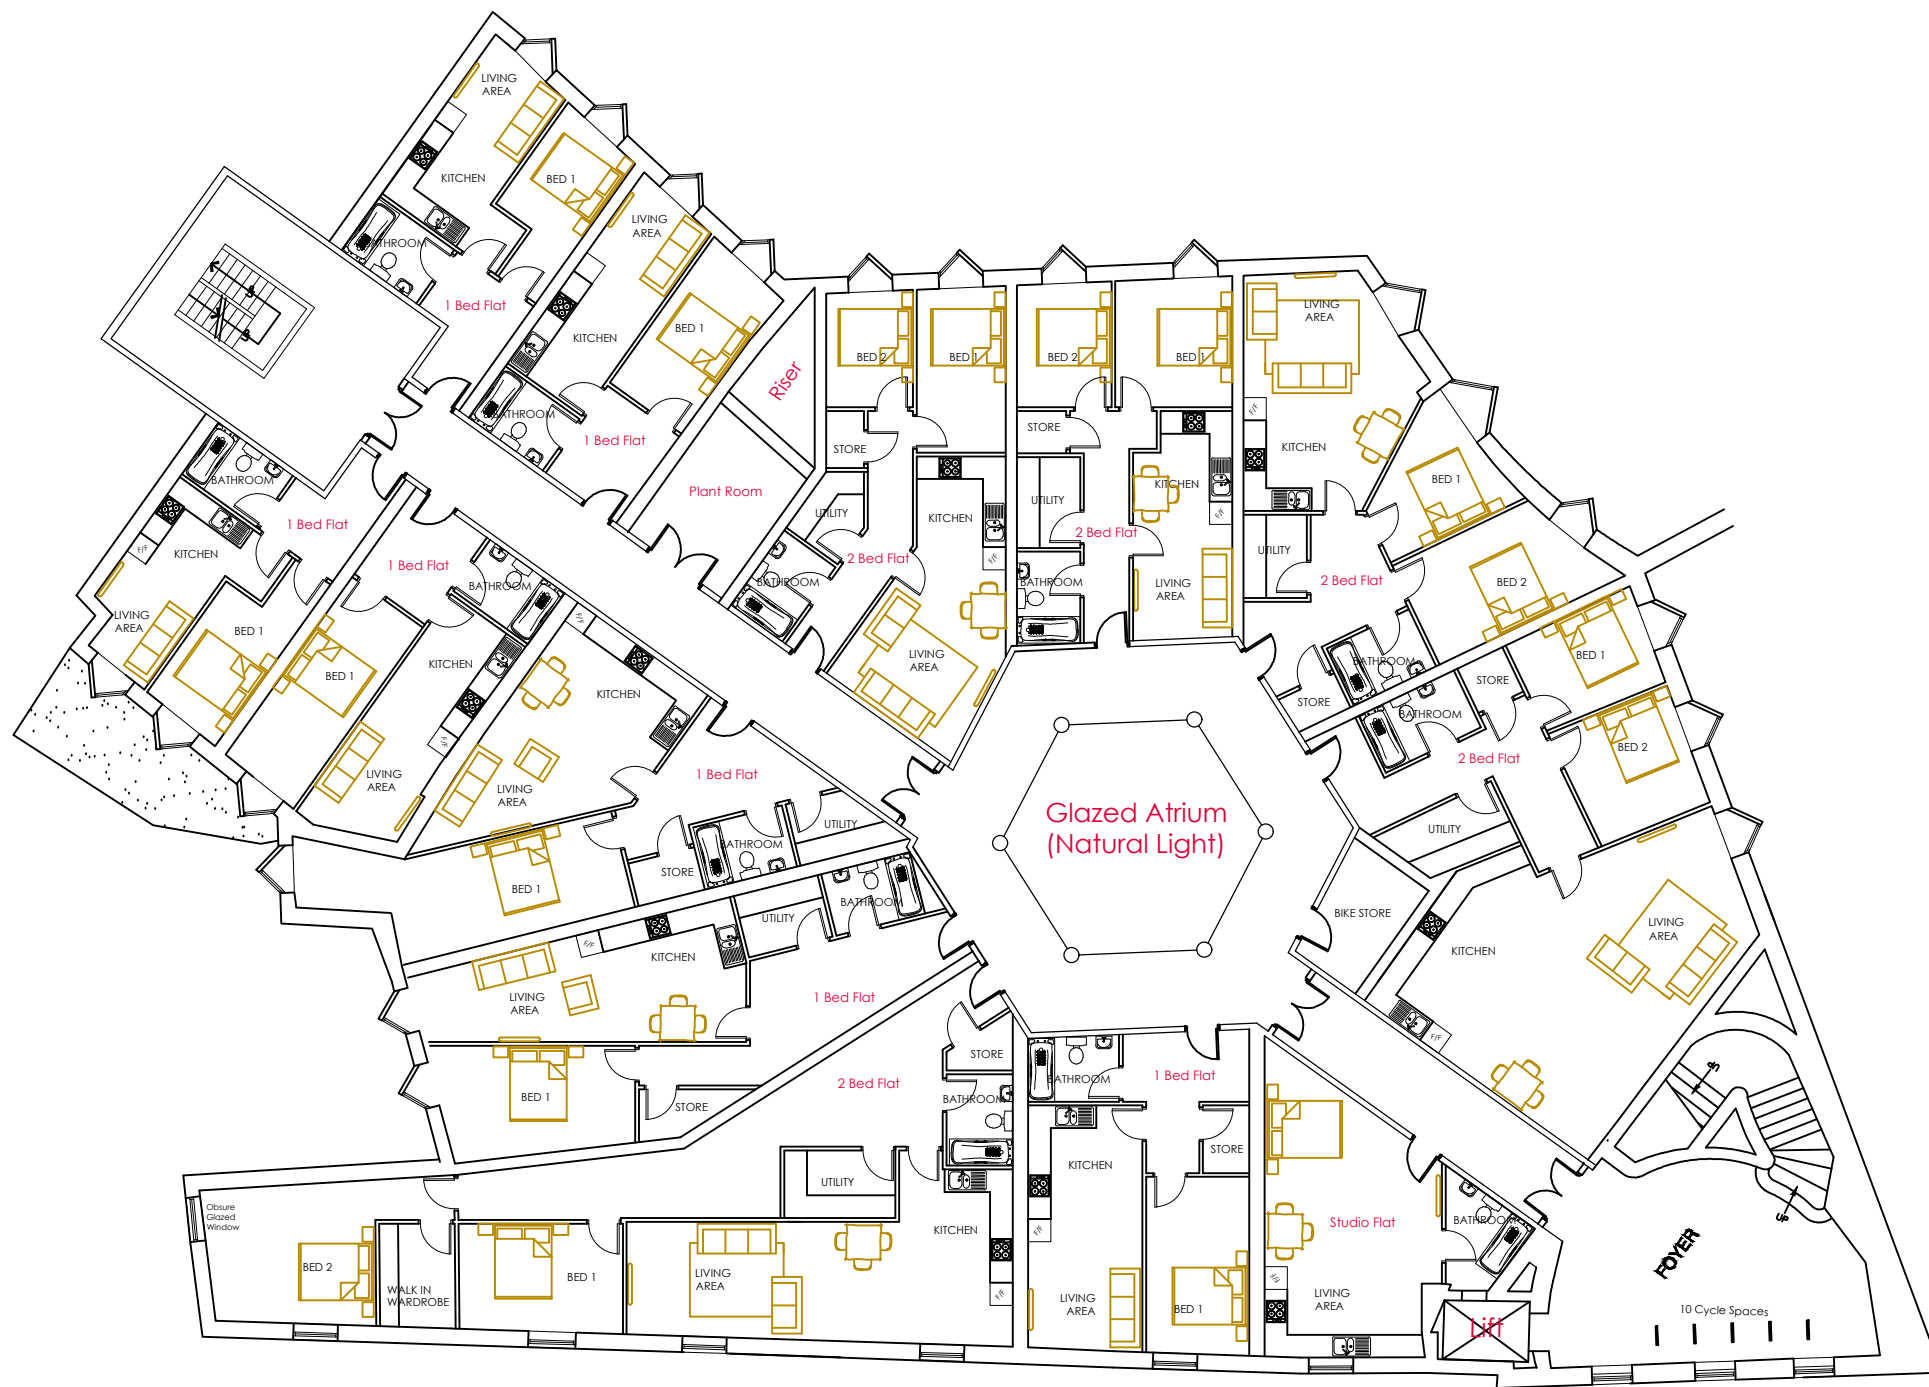 LIVING
AREA
KITCHEN
BED 1
BATHROOM
1 Bed Flat
LIVING
AREA
KITCHEN
BED 1
BATHROOM
1 Bed Flat
Riser
Plant Room
BED 2
BED 1
STORE
UTILITY
KITCHEN
2 Bed Flat
BATHROOM
F/F
LIVING
AREA
BED 2
BED 1
STORE
UTILITY
KITCHEN
F/F
2 Bed Flat
BATHROOM
LIVING
AREA
LIVING
AREA
F/F
KITCHEN
BED 1
UTILITY
2 Bed Flat
BED 2
BATHROOM
STORE
BATHROOM
1 Bed Flat
KITCHEN
F/F
LIVING
AREA
BED 1
1 Bed Flat
BATHROOM
BED 1
KITCHEN
F/F
LIVING
AREA
F/F
KITCHEN
LIVING
AREA
1 Bed Flat
UTILITY
BATHROOM
STORE
BED 1
Glazed Atrium
(Natural Light)
BED 1
STORE
BATHROOM
BED 2
2 Bed Flat
UTILITY
BIKE STORE
KITCHEN
LIVING
AREA
F/F
UTILITY
BATHROOM
F/F
KITCHEN
LIVING
AREA
1 Bed Flat
BED 1
STORE
STORE
2 Bed Flat
BATHROOM
UTILITY
KITCHEN
F/F
Obsure
Glazed
Window
BED 2
WALK IN
WARDROBE
BED 1
LIVING
AREA
BATHROOM
1 Bed Flat
STORE
KITCHEN
F/F
LIVING
AREA
BED 1
Studio Flat
BATHROOM
F/F
LIVING
AREA
Lift
UP
FOYER
10 Cycle Spaces